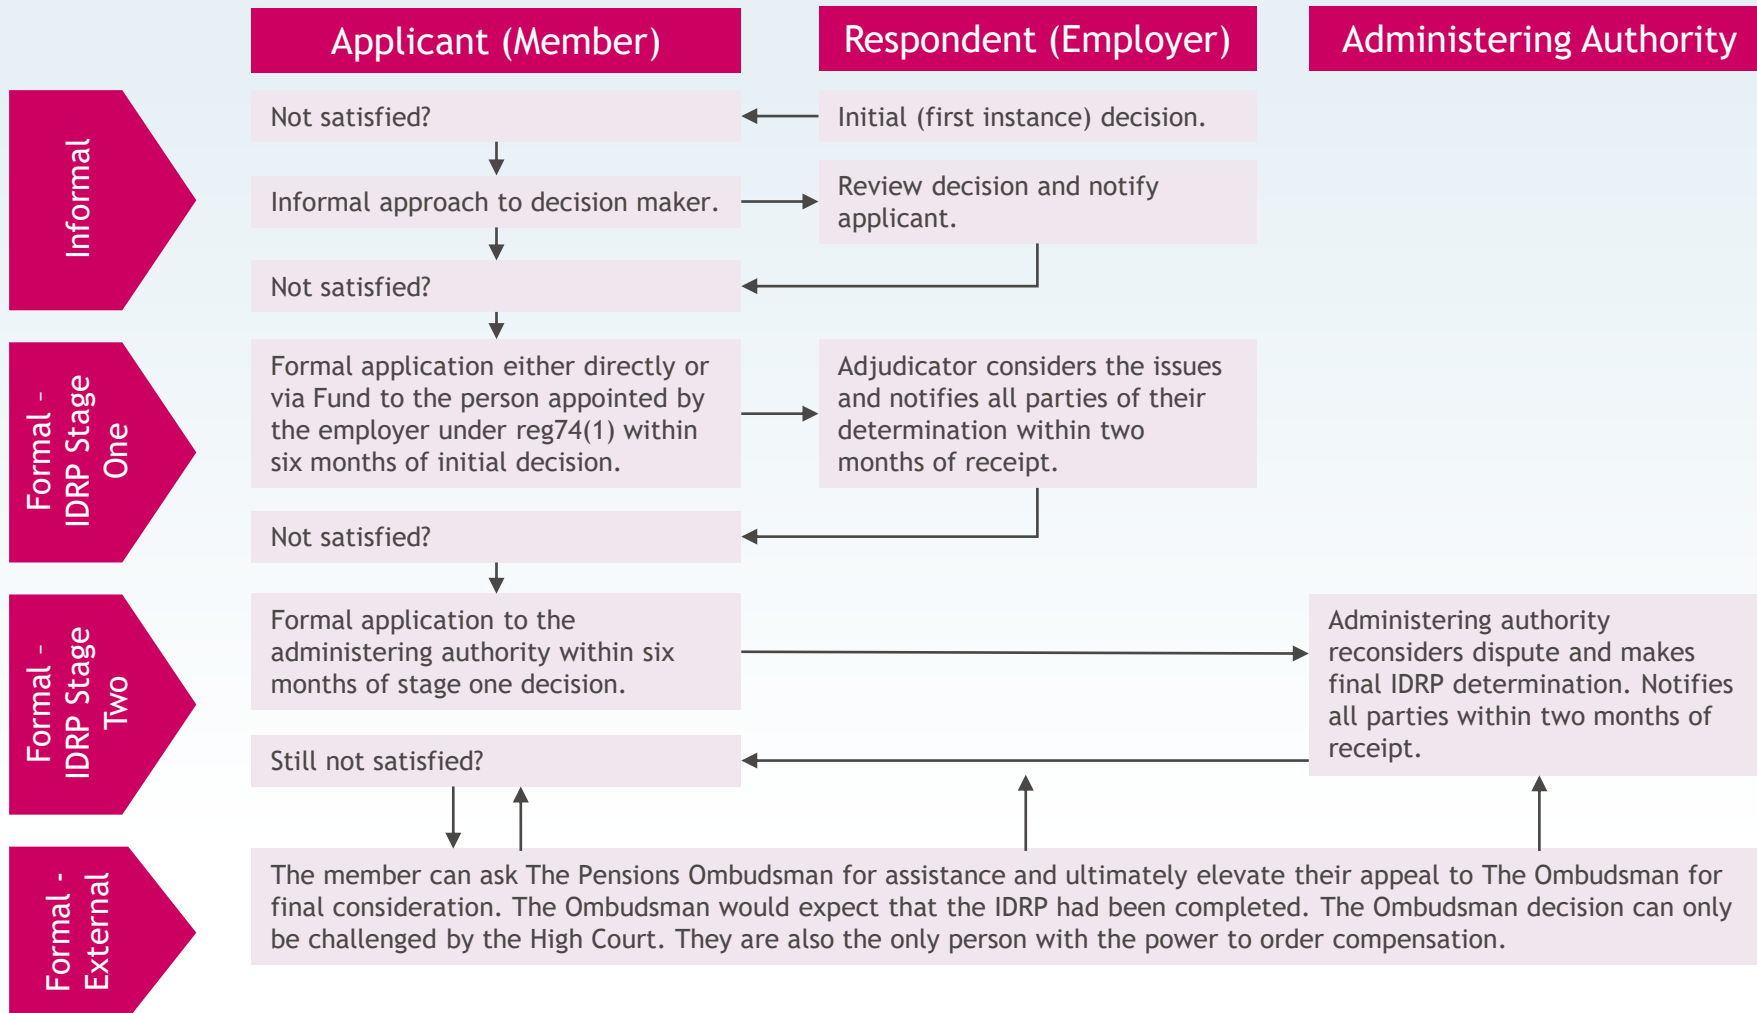 Applicant (Member)
Respondent (Employer)
Administering Authority
Informal
Not satisfied?
Initial (first instance) decision.
Informal approach to decision maker.
Review decision and notify
applicant.
Not satisfied?
Formal –
IDRP Stage
One
Formal application either directly or
via Fund to the person appointed by
the employer under reg74(1) within
six months of initial decision.
Adjudicator considers the issues
and notifies all parties of their
determination within two
months of receipt.
Not satisfied?
Formal –
IDRP Stage
Two
Formal application to the
administering authority within six
months of stage one decision.
Administering authority
reconsiders dispute and makes
final IDRP determination. Notifies
all parties within two months of
receipt.
Still not satisfied?
Formal -
External
The member can ask The Pensions Ombudsman for assistance and ultimately elevate their appeal to The Ombudsman for
final consideration. The Ombudsman would expect that the IDRP had been completed. The Ombudsman decision can only
be challenged by the High Court. They are also the only person with the power to order compensation.